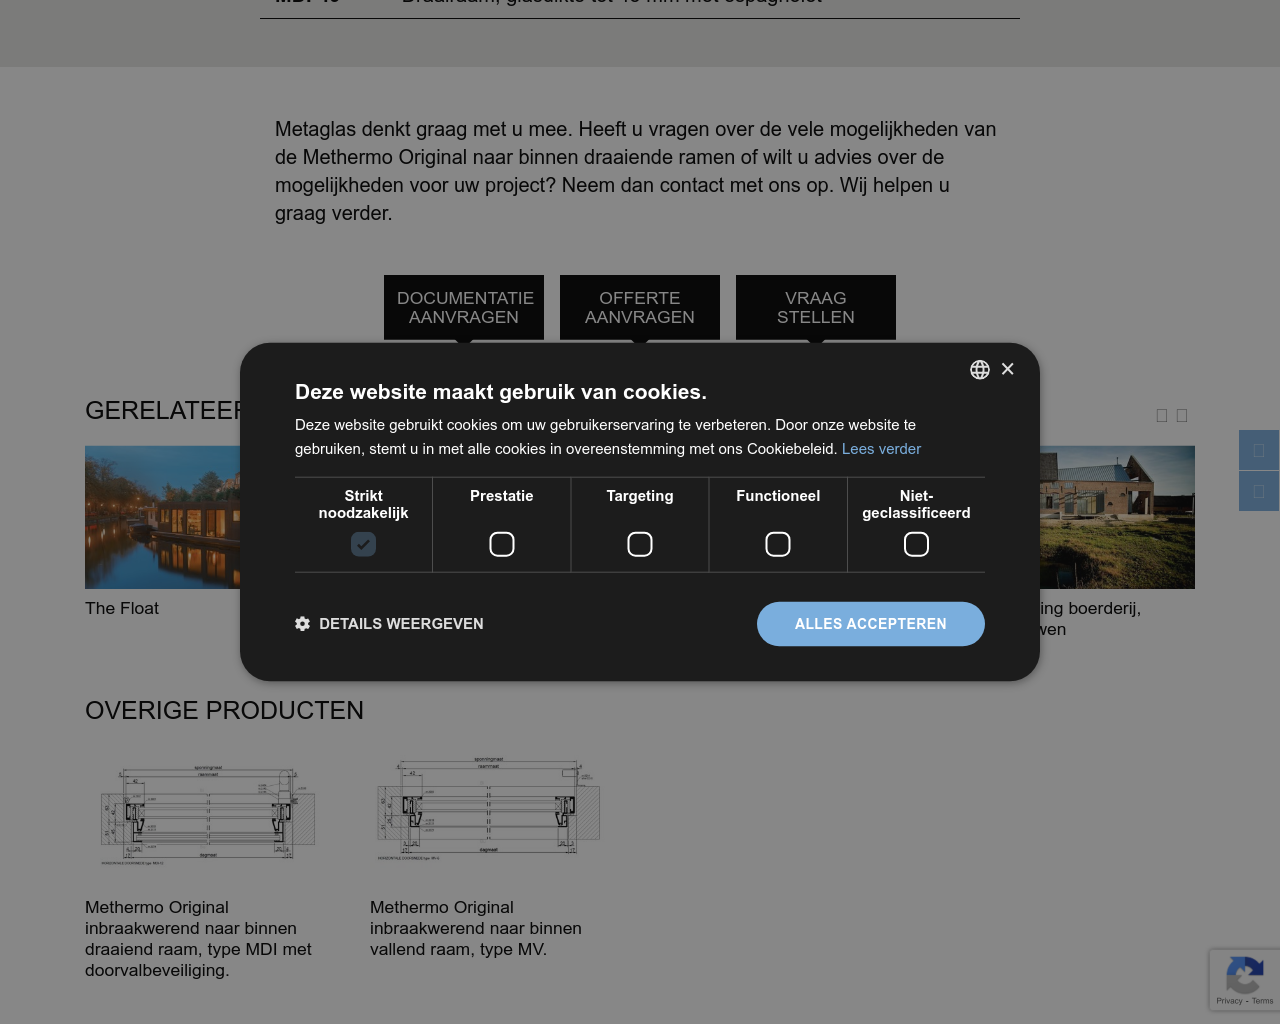 Metaglas denkt graag met u mee. Heeft u vragen over de vele mogelijkheden van
de Methermo Original naar binnen draaiende ramen of wilt u advies over de
mogelijkheden voor uw project? Neem dan contact met ons op. Wij helpen u
graag verder.
DOCUMENTATIE
AANVRAGEN
OFFERTE
AANVRAGEN
VRAAG
STELLEN
Deze website maakt gebruik van cookies.
×
Deze website gebruikt cookies om uw gebruikerservaring te verbeteren. Door onze website te
gebruiken, stemt u in met alle cookies in overeenstemming met ons Cookiebeleid. Lees verder
Strikt
noodzakelijk
Prestatie
Targeting
Functioneel
Niet-
geclassificeerd
DETAILS WEERGEVEN
ALLES ACCEPTEREN
The Float
ing boerderij,
OVERIGE PRODUCTEN
sponningmaat
raammaat
dagmaat
sponningmaat
raammaat
dagmaat
Methermo Original
inbraakwerend naar binnen
draaiend raam, type MDI met
doorvalbeveiliging.
Methermo Original
inbraakwerend naar binnen
vallend raam, type MV.
Privacy - Terms